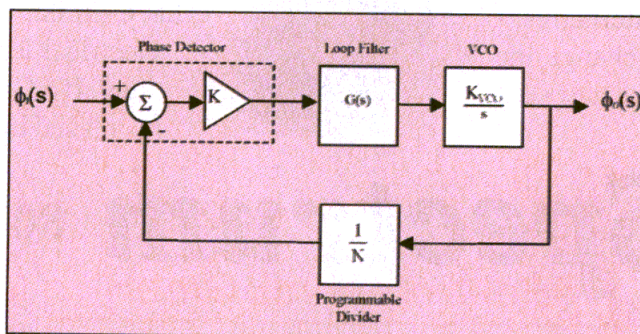 Phase Detector
Loop Filter
VCO
ϕᵢ(s)
+
Σ
-
K
G(s)
K_VCO
s
ϕₒ(s)
1
N
Programmable
Divider